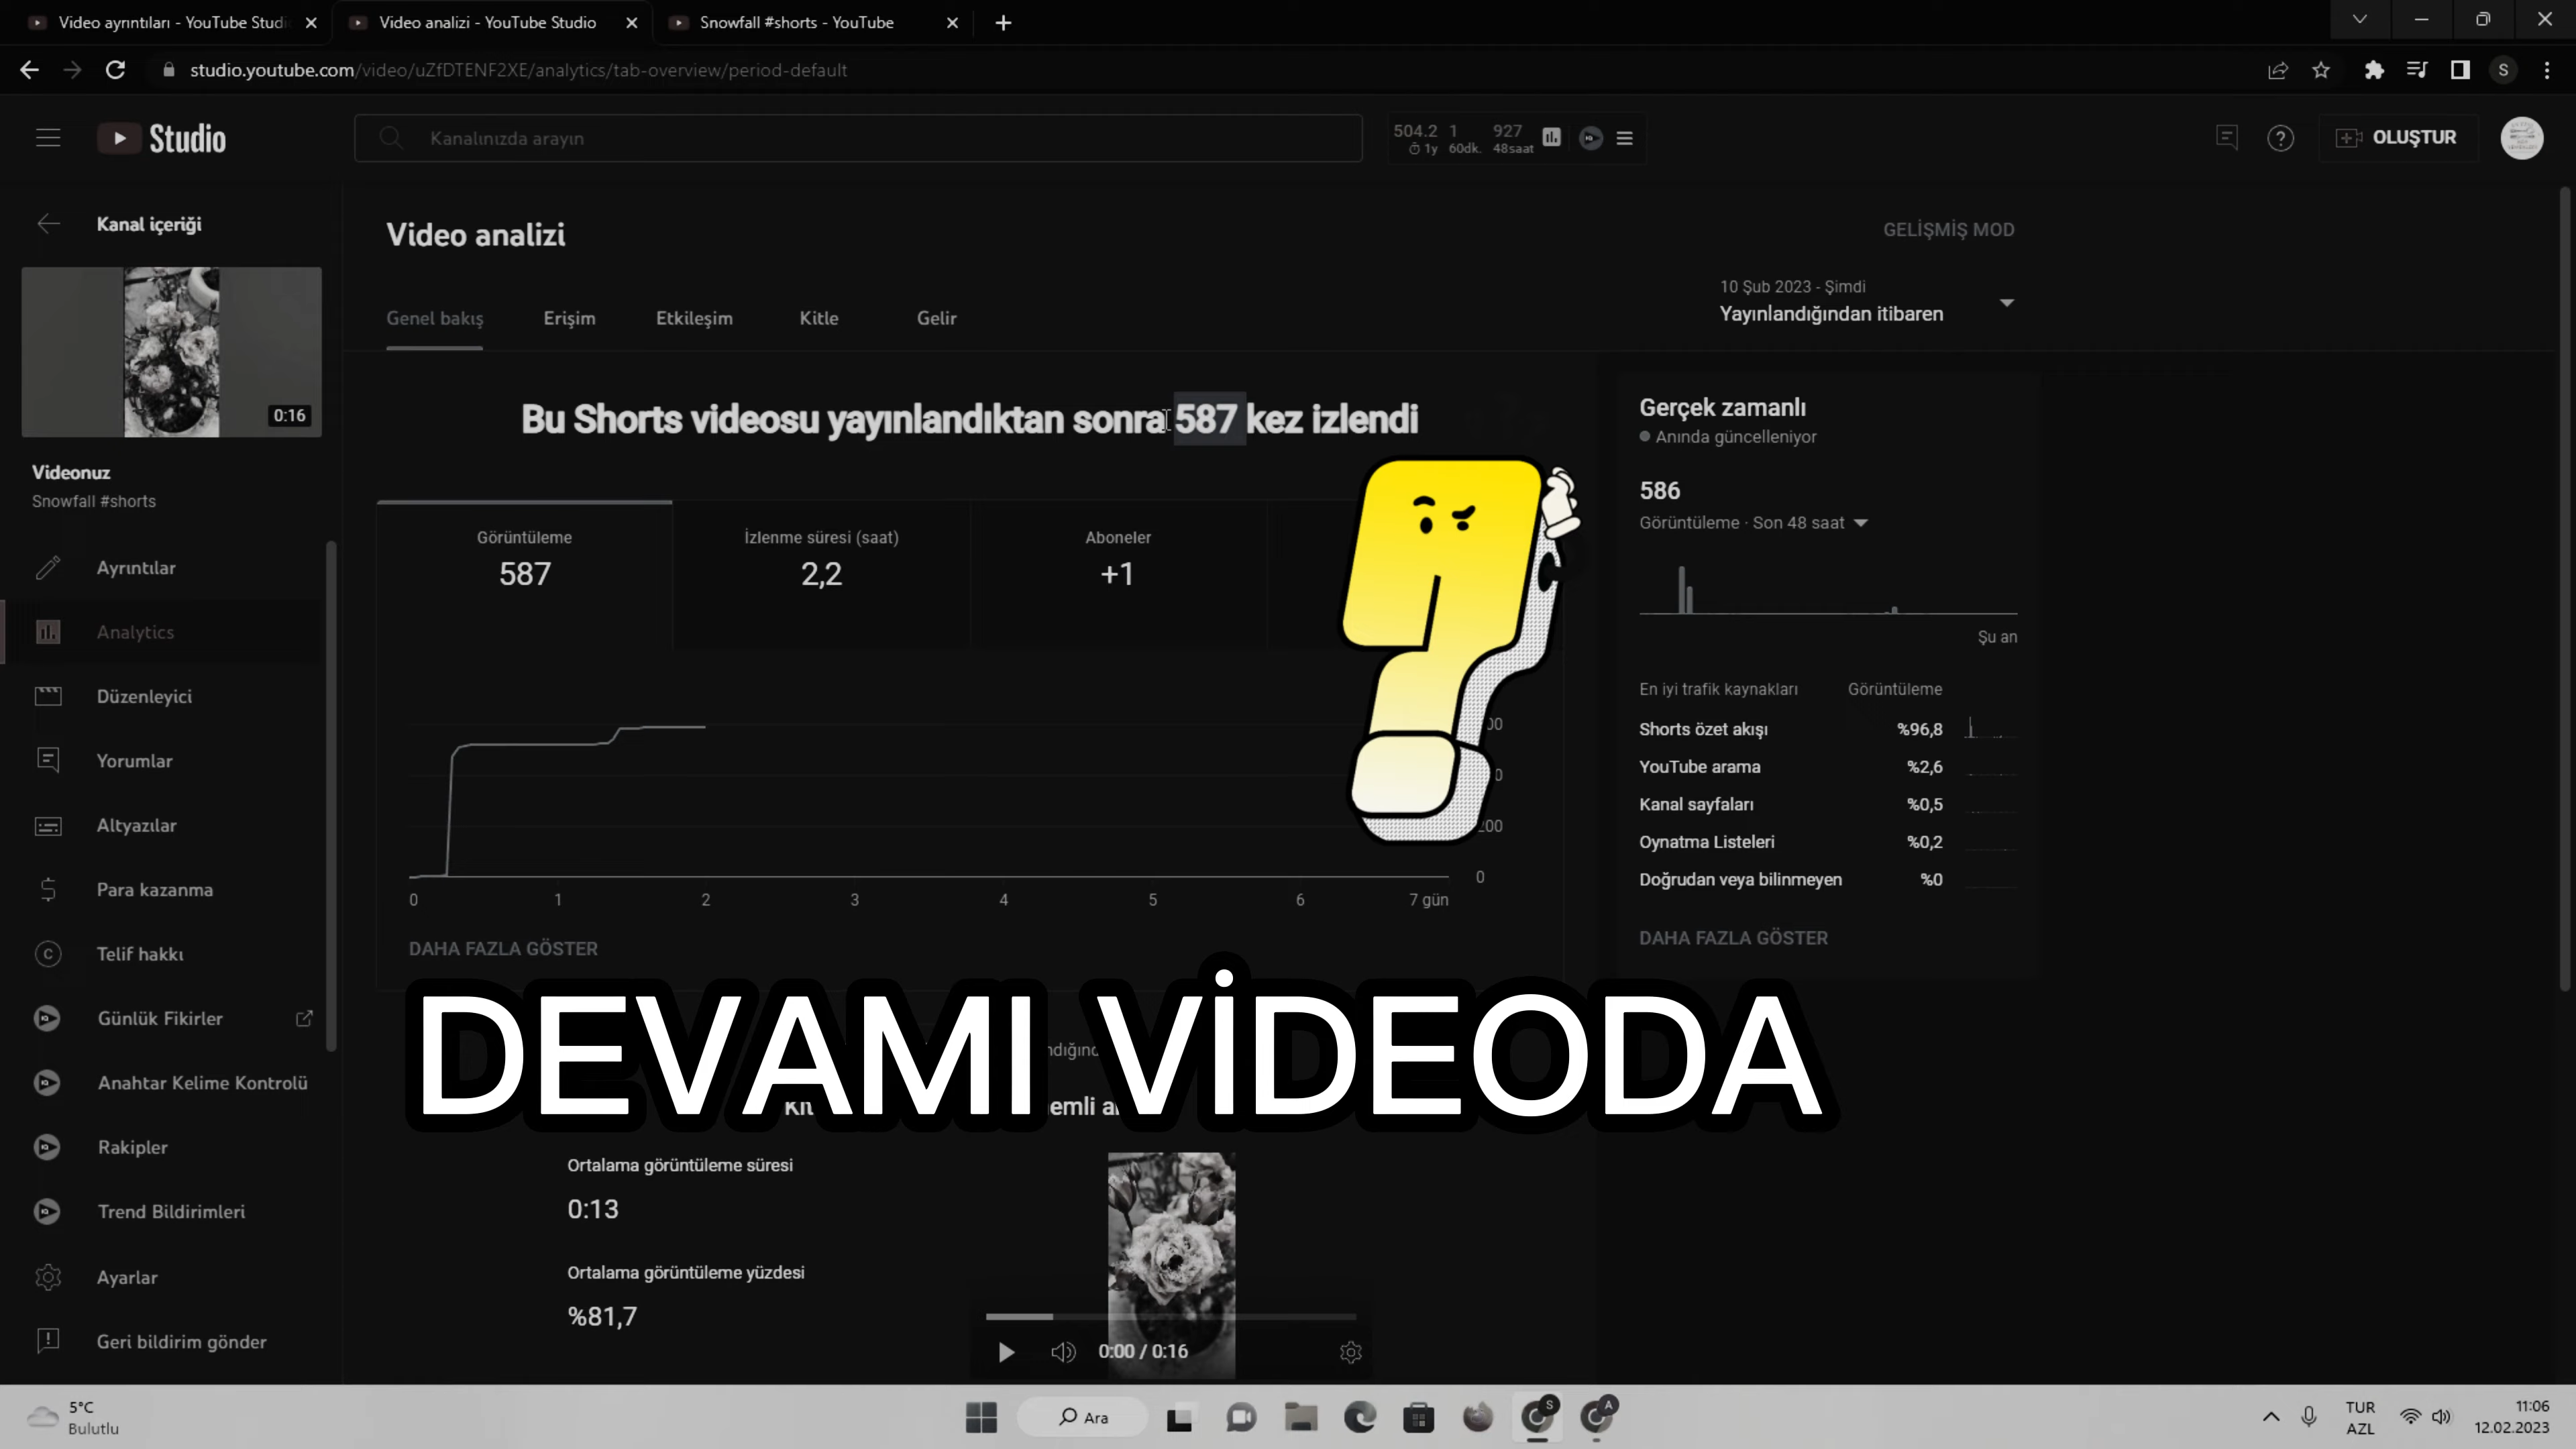 Video ayrıntıları - YouTube Studi
Video analizi - YouTube Studio
Snowfall #shorts - YouTube
studio.youtube.com/video/uZfDTENF2XE/analytics/tab-overview/period-default
S
Studio
Kanalınızda arayın
504.2 1 927
1y 60dk. 48saat
OLUŞTUR
Kanal içeriği
0:16
Videonuz
Snowfall #shorts
Ayrıntılar
Analytics
Düzenleyici
Yorumlar
Altyazılar
Para kazanma
Telif hakkı
Günlük Fikirler
Anahtar Kelime Kontrolü
Rakipler
Trend Bildirimleri
Ayarlar
Geri bildirim gönder
Video analizi
GELİŞMİŞ MOD
Genel bakış Erişim Etkileşim Kitle Gelir
10 Şub 2023 - Şimdi
Yayınlandığından itibaren
Bu Shorts videosu yayınlandıktan sonra 587 kez izlendi
Görüntüleme
587
İzlenme süresi (saat)
2,2
Aboneler
+1
0 1 2 3 4 5 6 7 gün
0
DAHA FAZLA GÖSTER
Gerçek zamanlı
Anında güncelleniyor
586
Görüntüleme · Son 48 saat
Şu an
En iyi trafik kaynakları Görüntüleme
Shorts özet akışı %96,8
YouTube arama %2,6
Kanal sayfaları %0,5
Oynatma Listeleri %0,2
Doğrudan veya bilinmeyen %0
DAHA FAZLA GÖSTER
DEVAMI VİDEODA
Ortalama görüntüleme süresi
0:13
Ortalama görüntüleme yüzdesi
%81,7
0:00 / 0:16
5°C
Bulutlu
Ara
S
A
TUR
AZL
11:06
12.02.2023